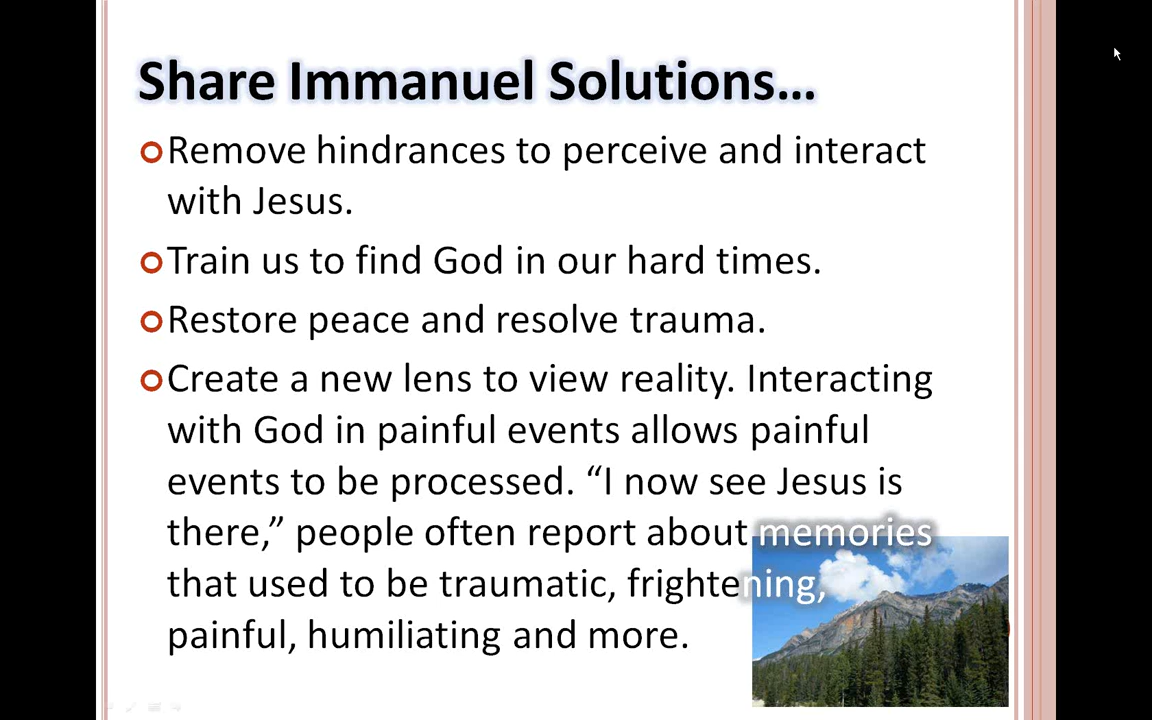 Share Immanuel Solutions…
Remove hindrances to perceive and interact
with Jesus.
Train us to find God in our hard times.
Restore peace and resolve trauma.
Create a new lens to view reality. Interacting
with God in painful events allows painful
events to be processed. “I now see Jesus is
there,” people often report about memories
that used to be traumatic, frightening,
painful, humiliating and more.